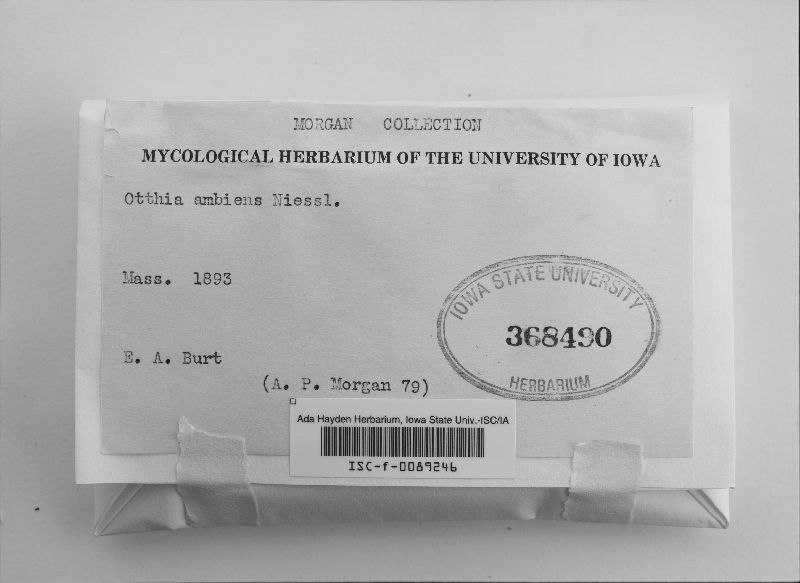 MORGAN COLLECTION
MYCOLOGICAL HERBARIUM OF THE UNIVERSITY OF IOWA
Otthia ambiens Niessl.
Mass. 1893
IOWA STATE UNIVERSITY
368490
HERBARIUM
E. A. Burt
(A. P. Morgan 79)
Ada Hayden Herbarium, Iowa State Univ.-ISC/IA
ISC-f-0089246